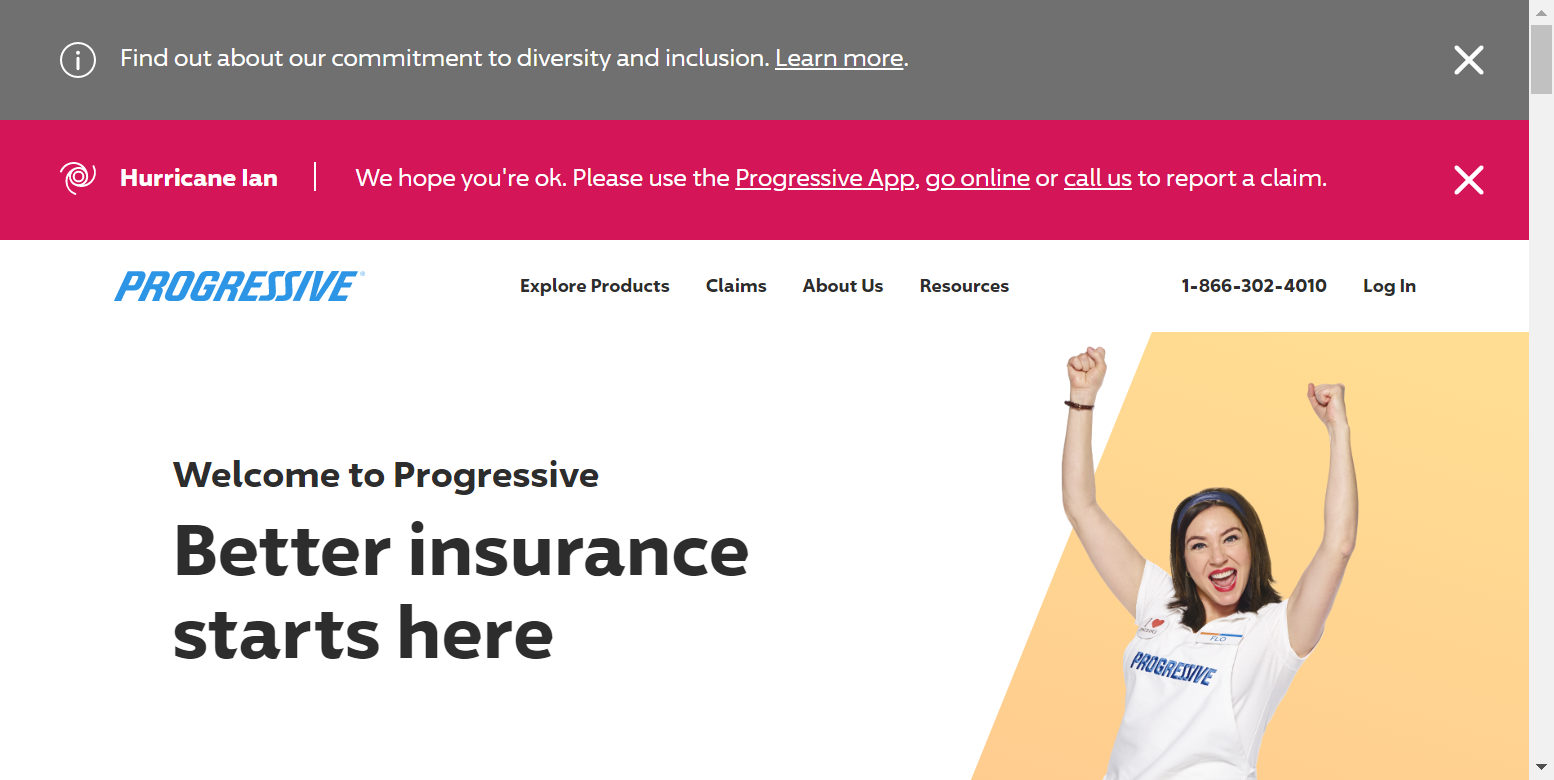 Find out about our commitment to diversity and inclusion. Learn more.
Hurricane Ian
We hope you're ok. Please use the Progressive App, go online or call us to report a claim.
PROGRESSIVE
Explore Products
Claims
About Us
Resources
1-866-302-4010
Log In
Welcome to Progressive
Better insurance
starts here
I
FLO
PROGRESSIVE